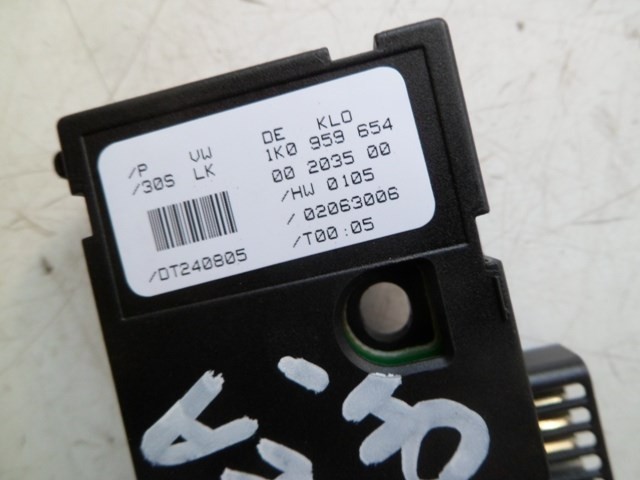 /P VW DE KLO
/30S LK 1K0 959 654
00 2035 00
/HW 0105
/02063006
/DT240805 /T00:05